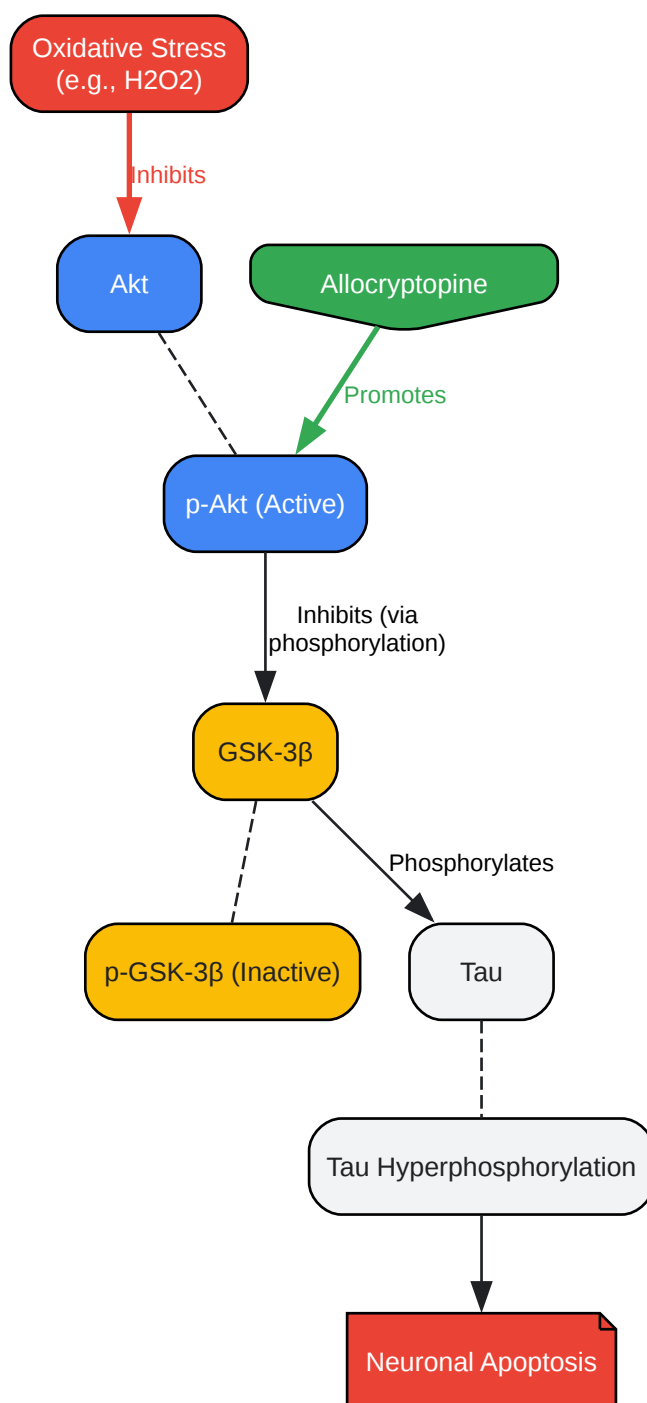 Oxidative Stress
(e.g., H2O2)
Inhibits
Akt
Allocryptopine
Promotes
p-Akt (Active)
Inhibits (via
phosphorylation)
GSK-3β
Phosphorylates
p-GSK-3β (Inactive)
Tau
Tau Hyperphosphorylation
Neuronal Apoptosis